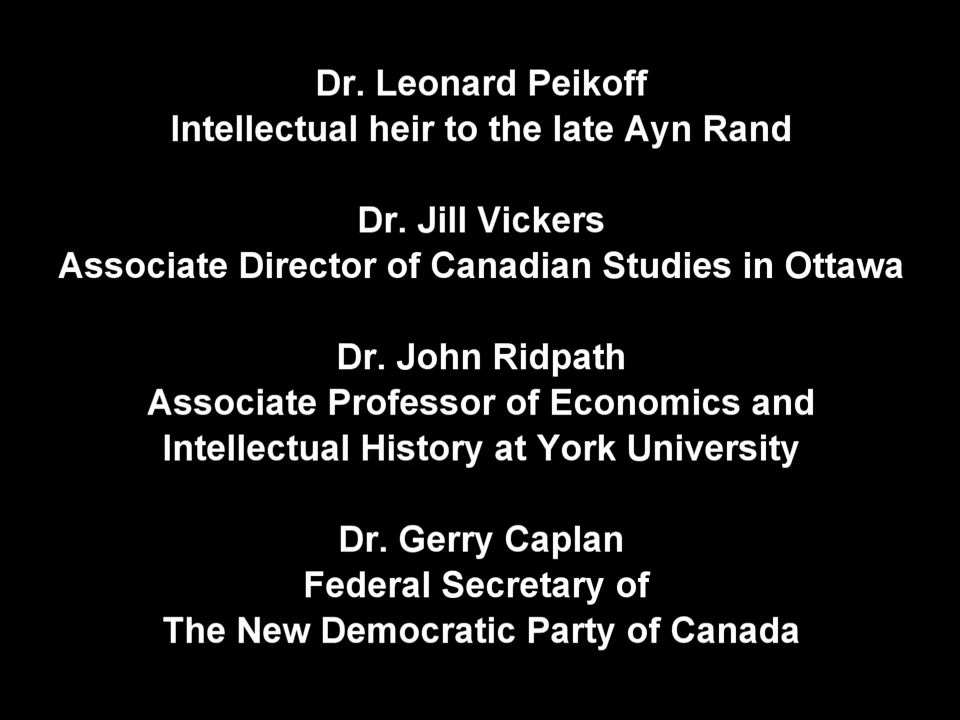 Dr. Leonard Peikoff
Intellectual heir to the late Ayn Rand
Dr. Jill Vickers
Associate Director of Canadian Studies in Ottawa
Dr. John Ridpath
Associate Professor of Economics and
Intellectual History at York University
Dr. Gerry Caplan
Federal Secretary of
The New Democratic Party of Canada